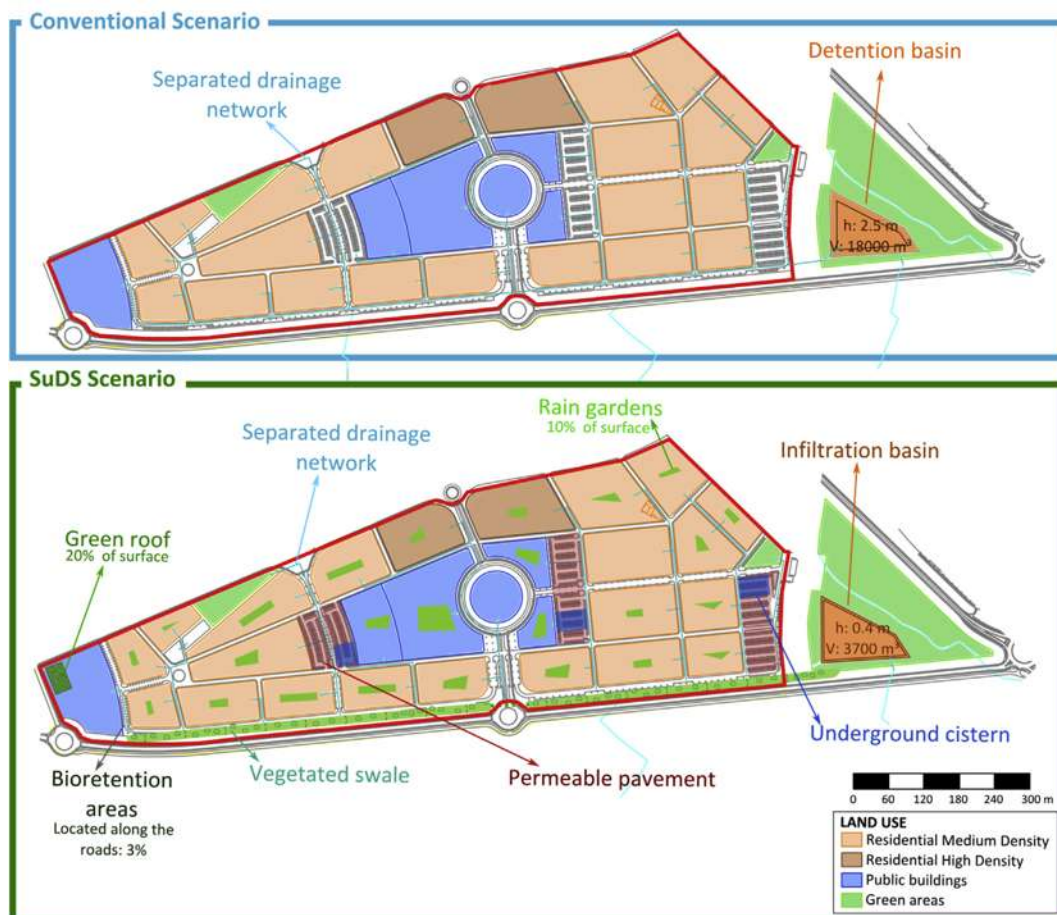 Conventional Scenario
Detention basin
Separated drainage
network
h: 2.5 m
V: 18000 m³
SuDS Scenario
Rain gardens
10% of surface
Separated drainage
network
Infiltration basin
Green roof
20% of surface
h: 0.4 m
V: 3700 m³
Underground cistern
Bioretention
areas
Located along the
roads: 3%
Vegetated swale
Permeable pavement
0 60 120 180 240 300 m
LAND USE
Residential Medium Density
Residential High Density
Public buildings
Green areas